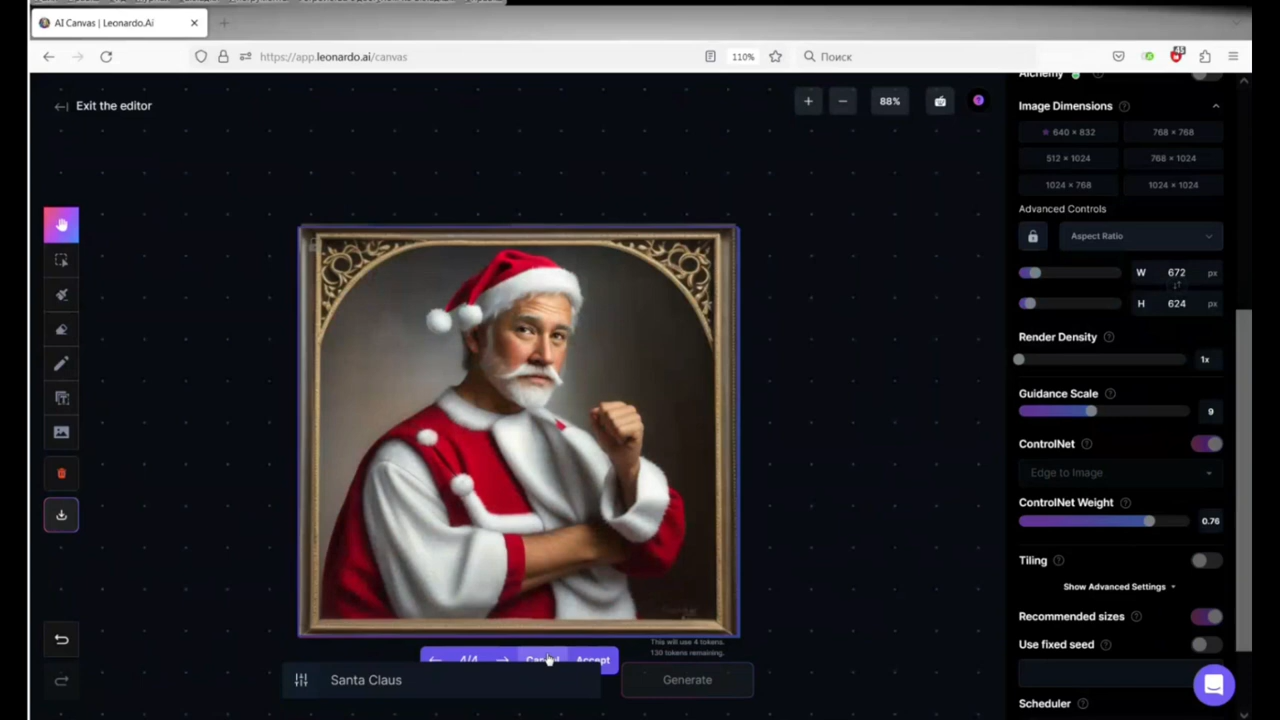 AI Canvas | Leonardo.Ai
https://app.leonardo.ai/canvas
110%
Поиск
45
Exit the editor
88%
Alchemy
Image Dimensions
640 × 832
768 × 768
512 × 1024
768 × 1024
1024 × 768
1024 × 1024
Advanced Controls
Aspect Ratio
W 672 px
H 624 px
Render Density
1x
Guidance Scale
9
ControlNet
Edge to Image
ControlNet Weight
0.76
Tiling
Show Advanced Settings
Recommended sizes
Use fixed seed
Scheduler
This will use 4 tokens.
130 tokens remaining.
4/4 Cancel Accept
Santa Claus
Generate